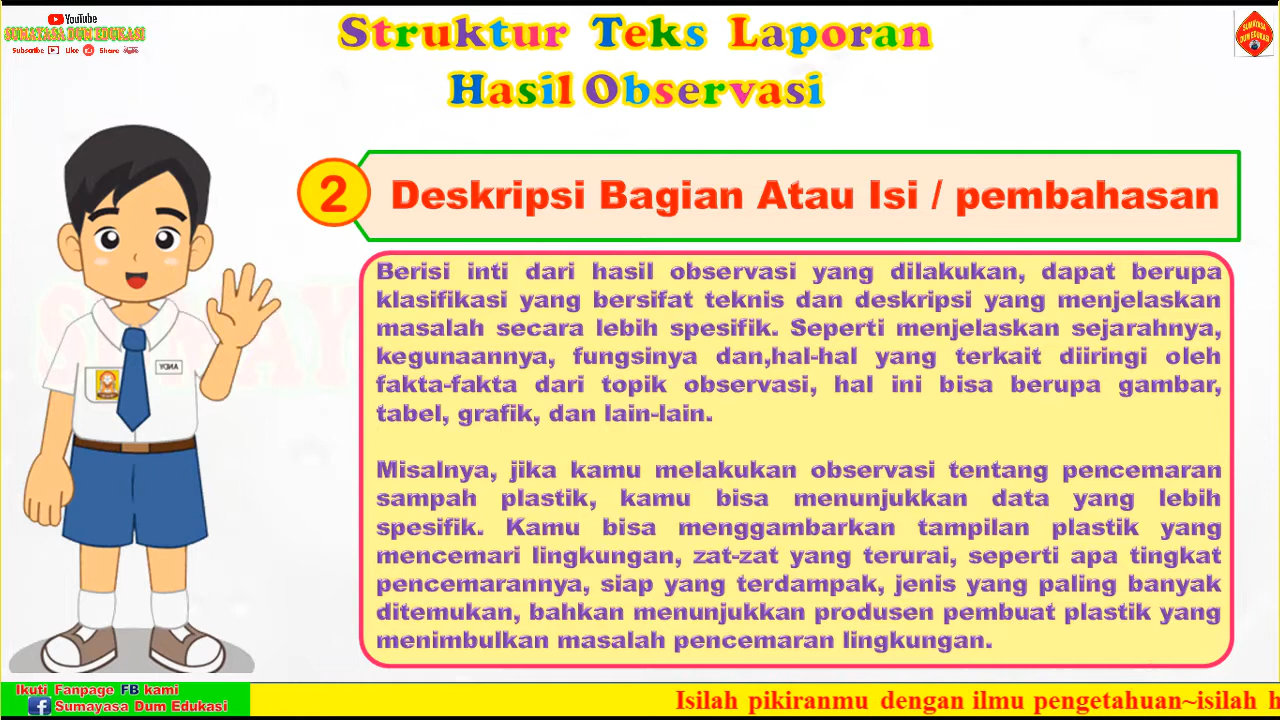 YouTube
SUMAYASA DUM EDUKASI
Subscribe Like Share
Struktur Teks Laporan
Hasil Observasi
SUMAYASA
DUM EDUKASI
2
Deskripsi Bagian Atau Isi / pembahasan
Berisi inti dari hasil observasi yang dilakukan, dapat berupa
klasifikasi yang bersifat teknis dan deskripsi yang menjelaskan
masalah secara lebih spesifik. Seperti menjelaskan sejarahnya,
kegunaannya, fungsinya dan,hal-hal yang terkait diiringi oleh
fakta-fakta dari topik observasi, hal ini bisa berupa gambar,
tabel, grafik, dan lain-lain.
Misalnya, jika kamu melakukan observasi tentang pencemaran
sampah plastik, kamu bisa menunjukkan data yang lebih
spesifik. Kamu bisa menggambarkan tampilan plastik yang
mencemari lingkungan, zat-zat yang terurai, seperti apa tingkat
pencemarannya, siap yang terdampak, jenis yang paling banyak
ditemukan, bahkan menunjukkan produsen pembuat plastik yang
menimbulkan masalah pencemaran lingkungan.
ANDY
Ikuti Fanpage FB kami
Sumayasa Dum Edukasi
Isilah pikiranmu dengan ilmu pengetahuan~isilah h